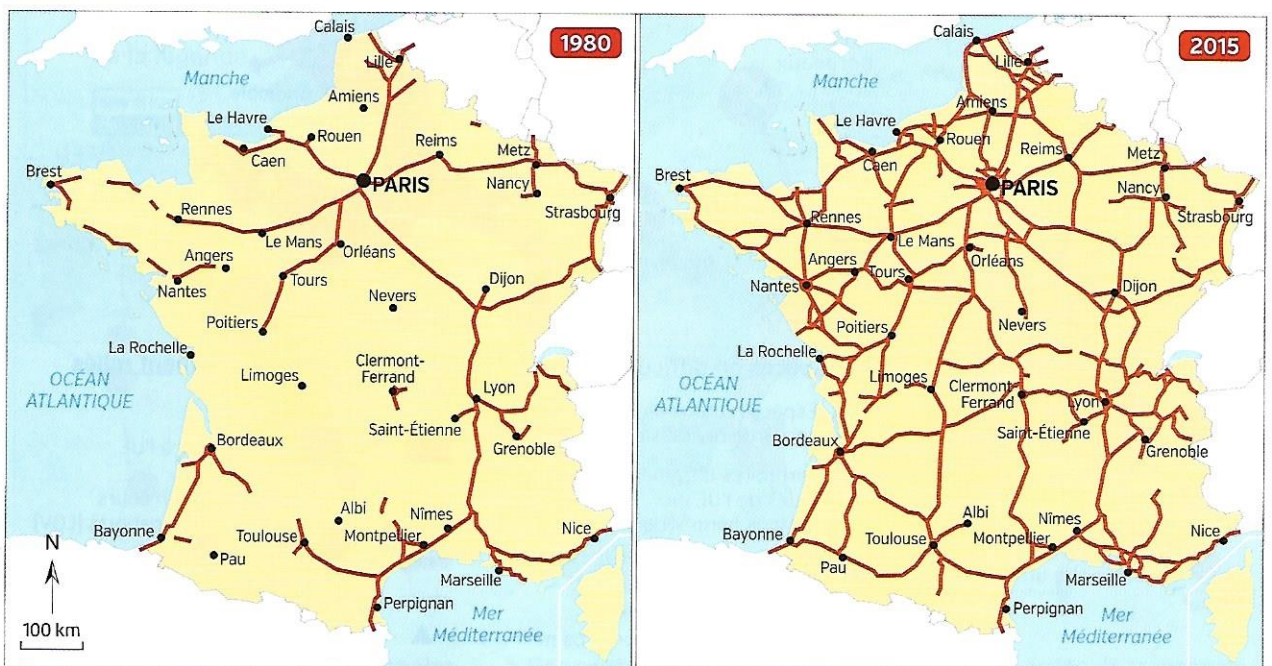 1980
Calais
Lille
Manche
Amiens
Le Havre
Rouen
Caen
Reims
Metz
PARIS
Nancy
Strasbourg
Brest
Rennes
Le Mans
Orléans
Angers
Nantes
Tours
Dijon
Nevers
Poitiers
La Rochelle
OCÉAN
ATLANTIQUE
Limoges
Clermont-
Ferrand
Lyon
Saint-Étienne
Grenoble
Bordeaux
Albi
Nîmes
Nice
Bayonne
Toulouse
Montpellier
Pau
Marseille
N
Perpignan
Mer
Méditerranée
100 km
2015
Calais
Lille
Manche
Amiens
Le Havre
Rouen
Caen
Reims
Metz
PARIS
Nancy
Strasbourg
Brest
Rennes
Le Mans
Orléans
Angers
Tours
Nantes
Dijon
Nevers
Poitiers
La Rochelle
OCÉAN
ATLANTIQUE
Limoges
Clermont-
Ferrand
Lyon
Saint-Étienne
Grenoble
Bordeaux
Albi
Nîmes
Nice
Bayonne
Toulouse
Montpellier
Pau
Marseille
Perpignan
Mer
Méditerranée